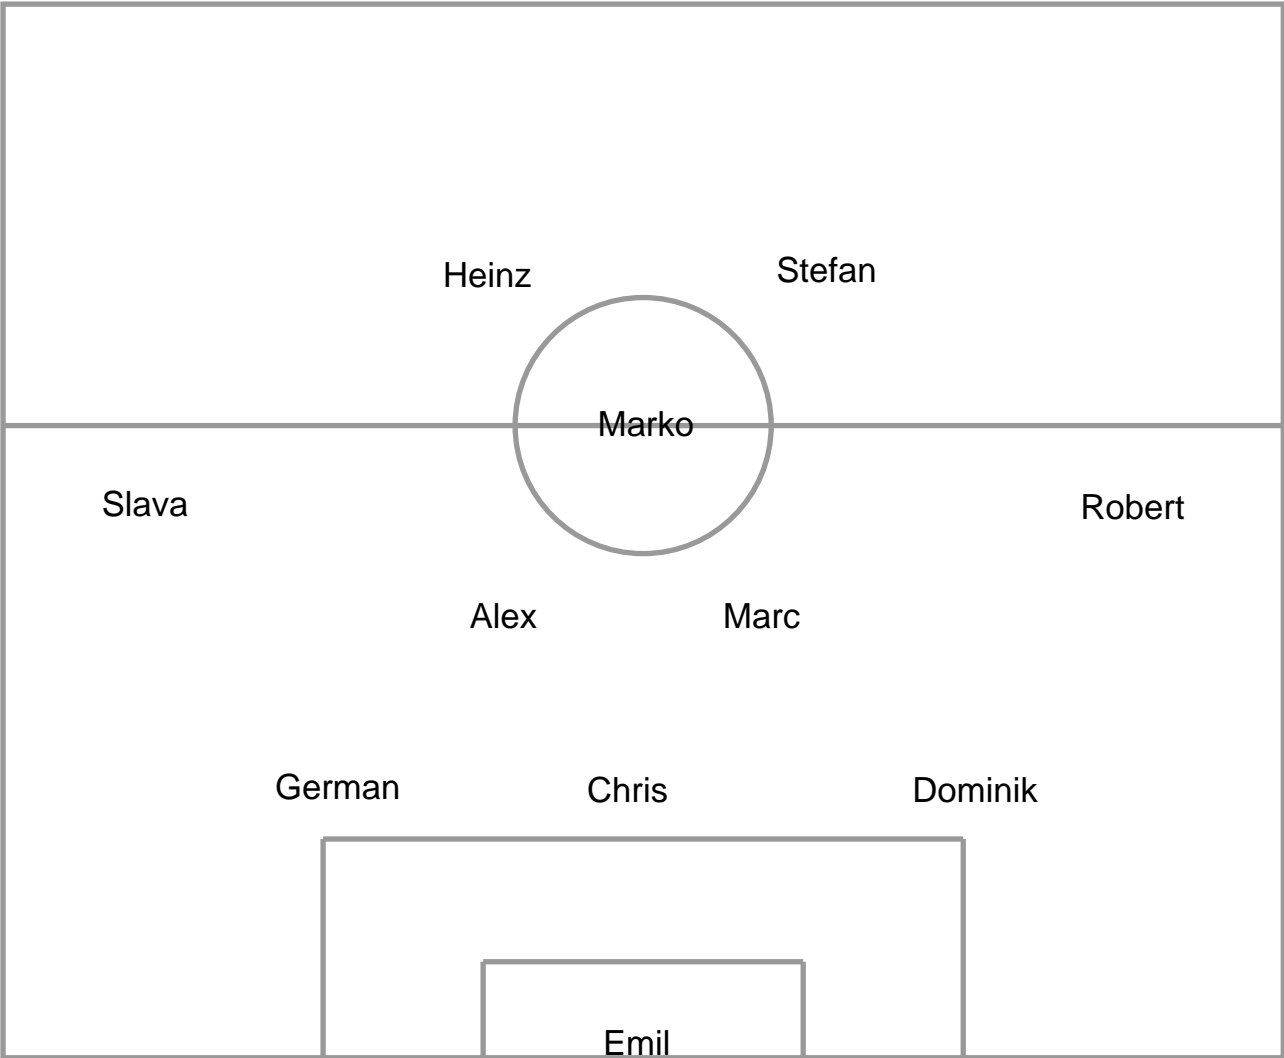 Heinz
Stefan
Marko
Slava
Robert
Alex
Marc
German
Chris
Dominik
Emil